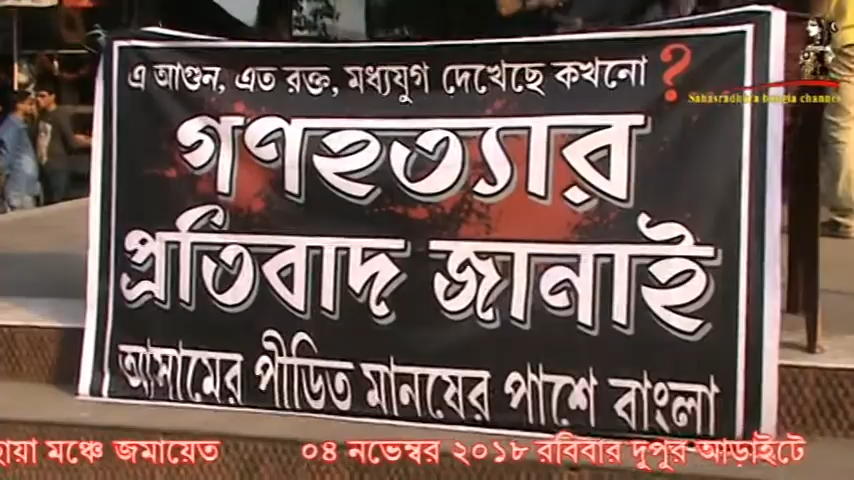 এ আগুন, এত রক্ত, মধ্যযুগ দেখেছে কখনো?
গণহত্যার
প্রতিবাদ জানাই
আসামের পীড়িত মানষের পাশে বাংলা
Sahasradhara bangla channel
ছায়া মঞ্চে জমায়েত ০৪ নভেম্বর ২০১৮ রবিবার দুপুর আড়াইটে